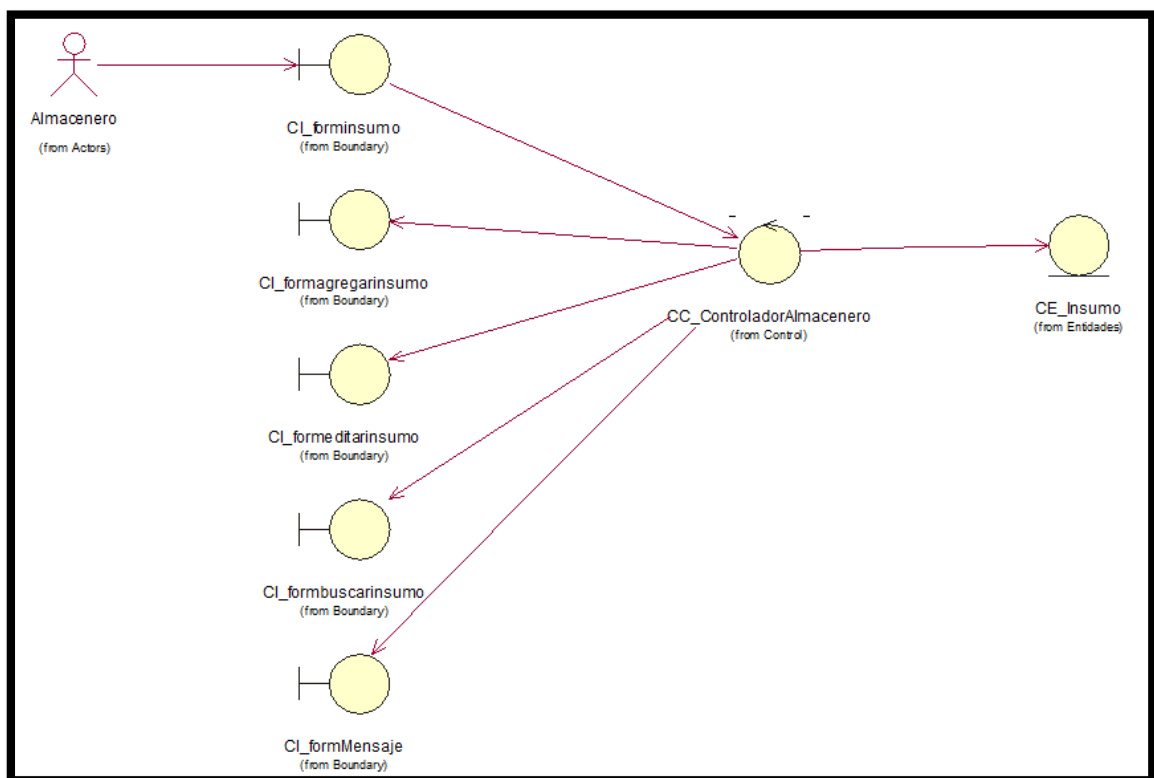 Almacenero
(from Actors)
CI_forminsumo
(from Boundary)
CI_formagregarinsumo
(from Boundary)
CC_ControladorAlmacenero
(from Control)
CE_Insumo
(from Entidades)
CI_formeditarinsumo
(from Boundary)
CI_formbuscarinsumo
(from Boundary)
CI_formMensaje
(from Boundary)